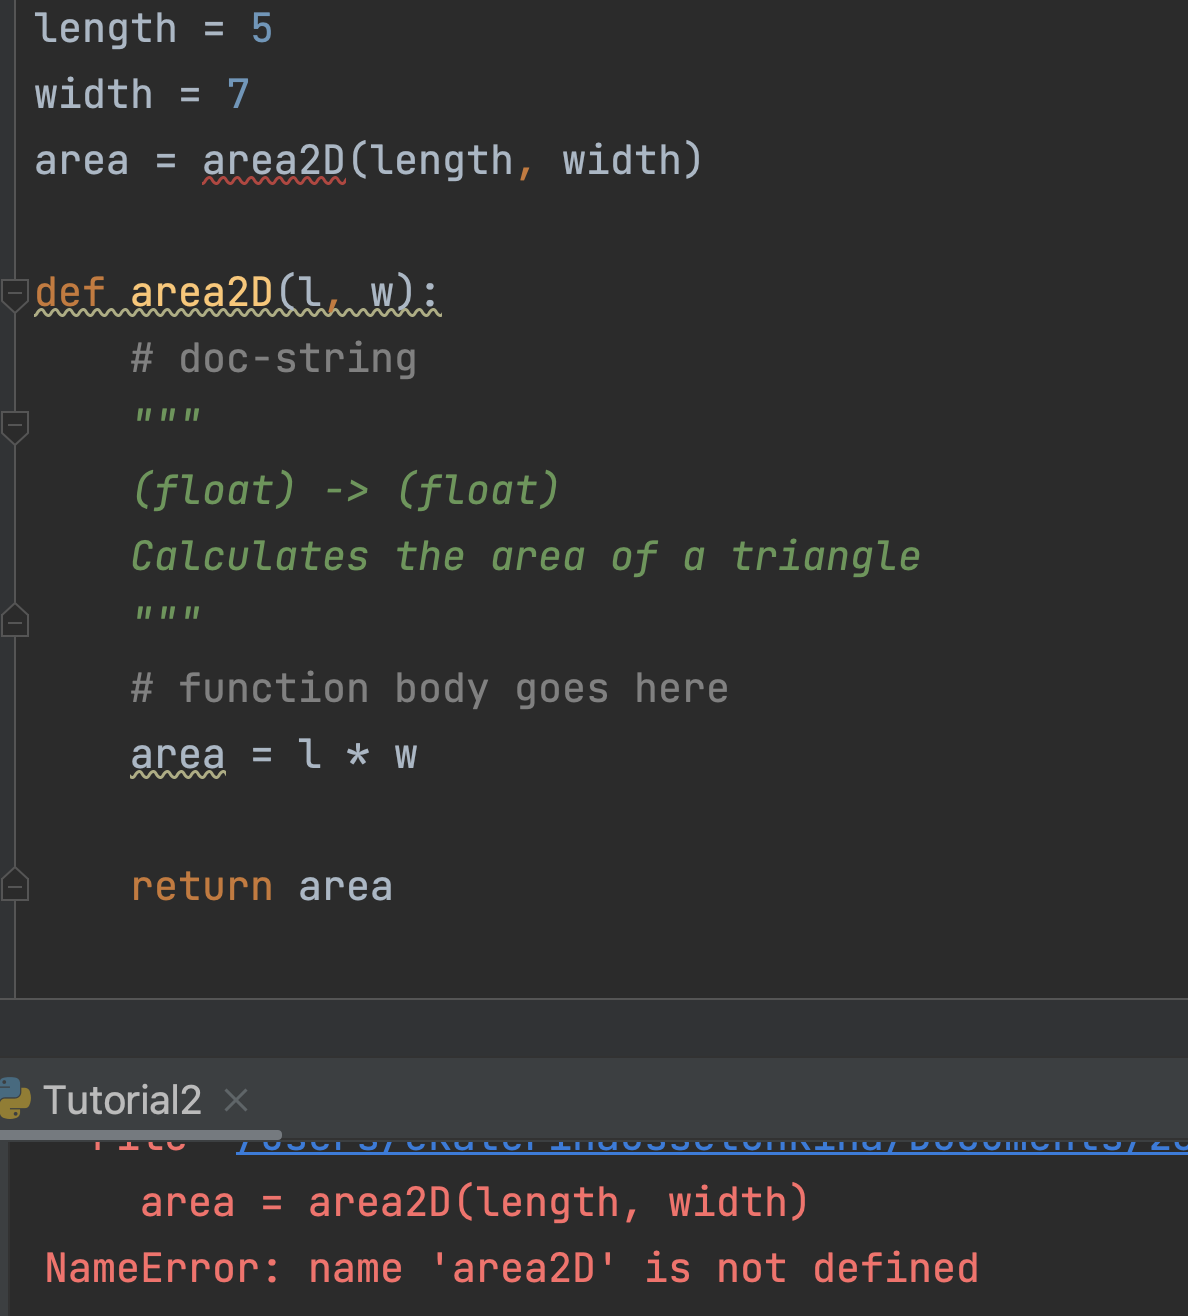 length = 5
width = 7
area = area2D(length, width)
def area2D(l, w):
# doc-string
"""
(float) -> (float)
Calculates the area of a triangle
"""
# function body goes here
area = l * w
return area
Tutorial2
File
area = area2D(length, width)
NameError: name 'area2D' is not defined